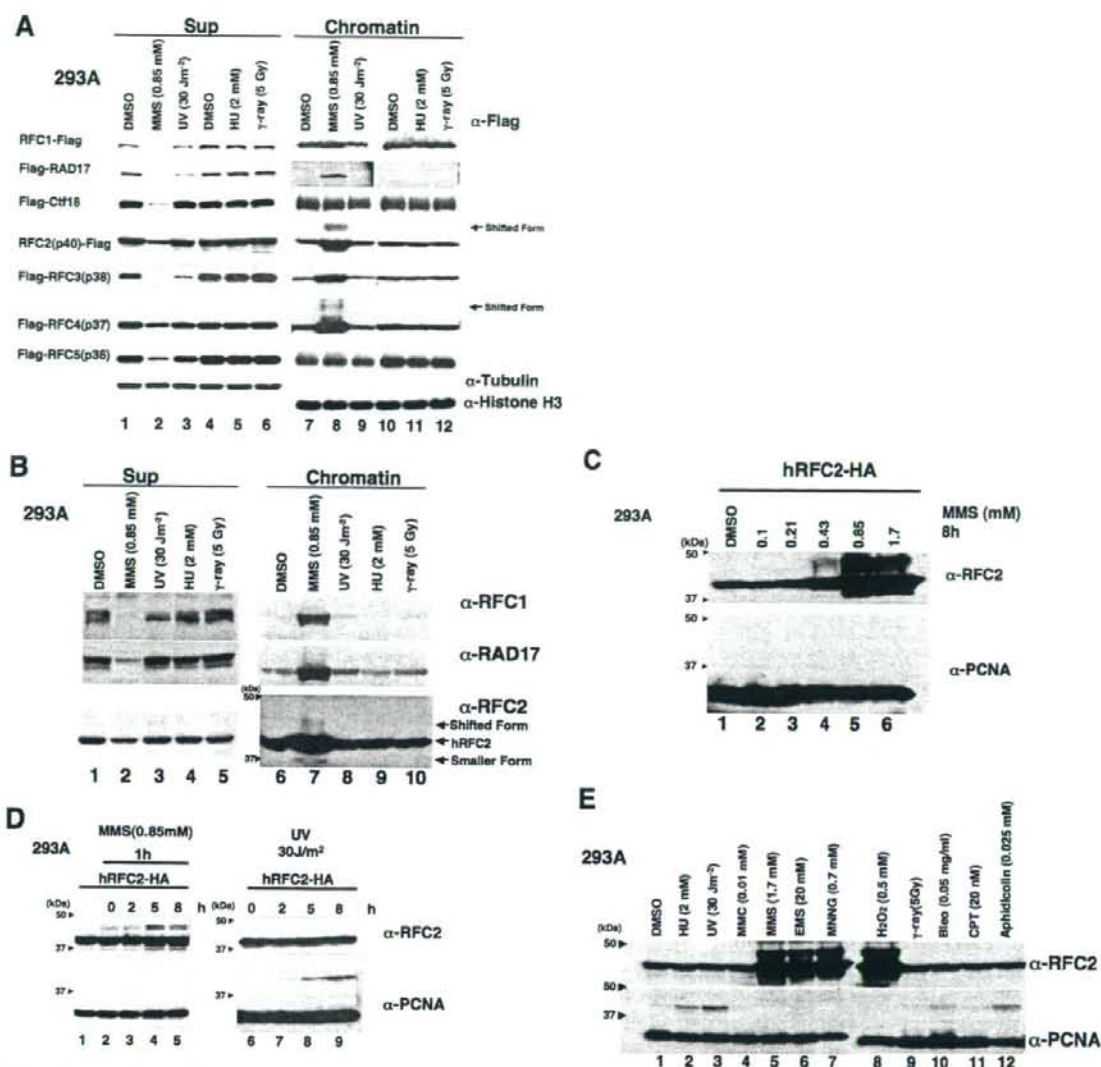 A
Sup
Chromatin
293A
DMSO
MMS (0.85 mM)
UV (30 Jm-2)
DMSO
HU (2 mM)
γ-ray (5 Gy)
DMSO
MMS (0.85 mM)
UV (30 Jm-2)
DMSO
HU (2 mM)
γ-ray (5 Gy)
α-Flag
RFC1-Flag
Flag-RAD17
Flag-Ctf18
Shifted Form
RFC2(p40)-Flag
Flag-RFC3(p38)
Shifted Form
Flag-RFC4(p37)
Flag-RFC5(p36)
α-Tubulin
α-Histone H3
1 2 3 4 5 6 7 8 9 10 11 12
B
Sup
Chromatin
293A
DMSO
MMS (0.85 mM)
UV (30 Jm-2)
HU (2 mM)
γ-ray (5 Gy)
DMSO
MMS (0.85 mM)
UV (30 Jm-2)
HU (2 mM)
γ-ray (5 Gy)
α-RFC1
α-RAD17
(kDa)
50
α-RFC2
Shifted Form
hRFC2
37
Smaller Form
1 2 3 4 5 6 7 8 9 10
C
hRFC2-HA
293A
DMSO
0.1
0.21
0.43
0.85
1.7
MMS (mM)
8h
(kDa)
50
α-RFC2
37
50
37
α-PCNA
1 2 3 4 5 6
D
MMS(0.85mM)
1h
293A
hRFC2-HA
UV
30J/m2
hRFC2-HA
(kDa)
0 2 5 8 h
50
37
(kDa)
0 2 5 8 h
50
37
α-RFC2
37
37
α-PCNA
1 2 3 4 5 6 7 8 9
E
293A
DMSO
HU (2 mM)
UV (30 Jm-2)
MMC (0.01 mM)
MMS (1.7 mM)
EMS (20 mM)
MNNG (0.7 mM)
H2O2 (0.5 mM)
γ-ray(5Gy)
Bleo (0.05 mg/ml)
CPT (20 nM)
Aphidicolin (0.025 mM)
(kDa)
50
α-RFC2
50
37
α-PCNA
1 2 3 4 5 6 7 8 9 10 11 12